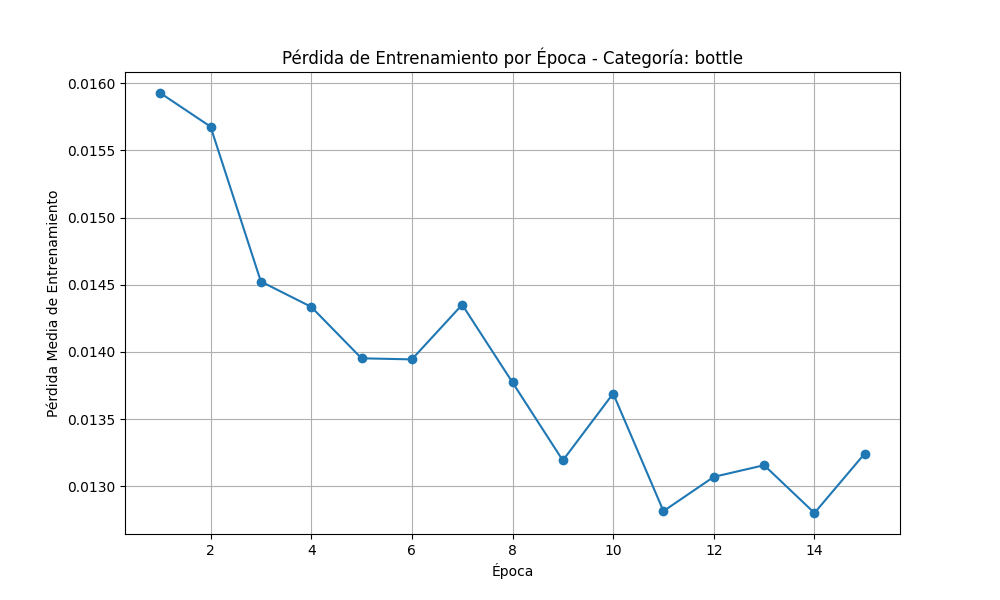 Pérdida de Entrenamiento por Época - Categoría: bottle
Pérdida Media de Entrenamiento
0.0160
0.0155
0.0150
0.0145
0.0140
0.0135
0.0130
2 4 6 8 10 12 14
Época